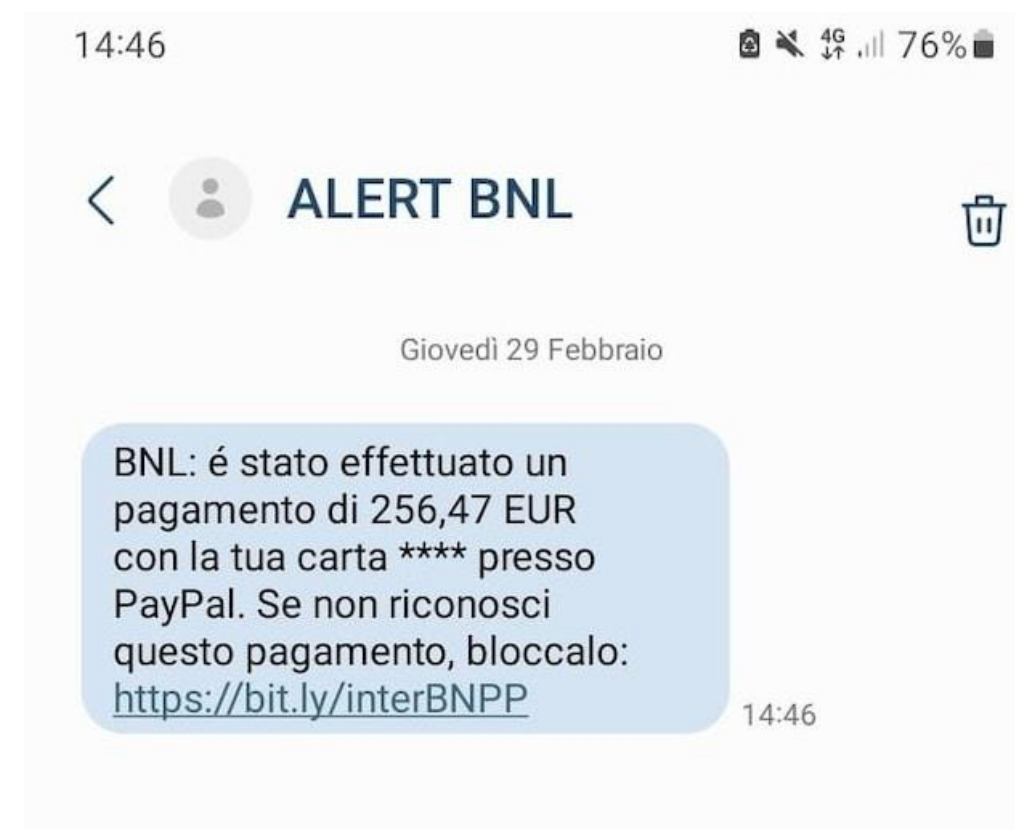 14:46
4G
76%
ALERT BNL
Giovedì 29 Febbraio
BNL: é stato effettuato un
pagamento di 256,47 EUR
con la tua carta **** presso
PayPal. Se non riconosci
questo pagamento, bloccalo:
https://bit.ly/interBNPP
14:46